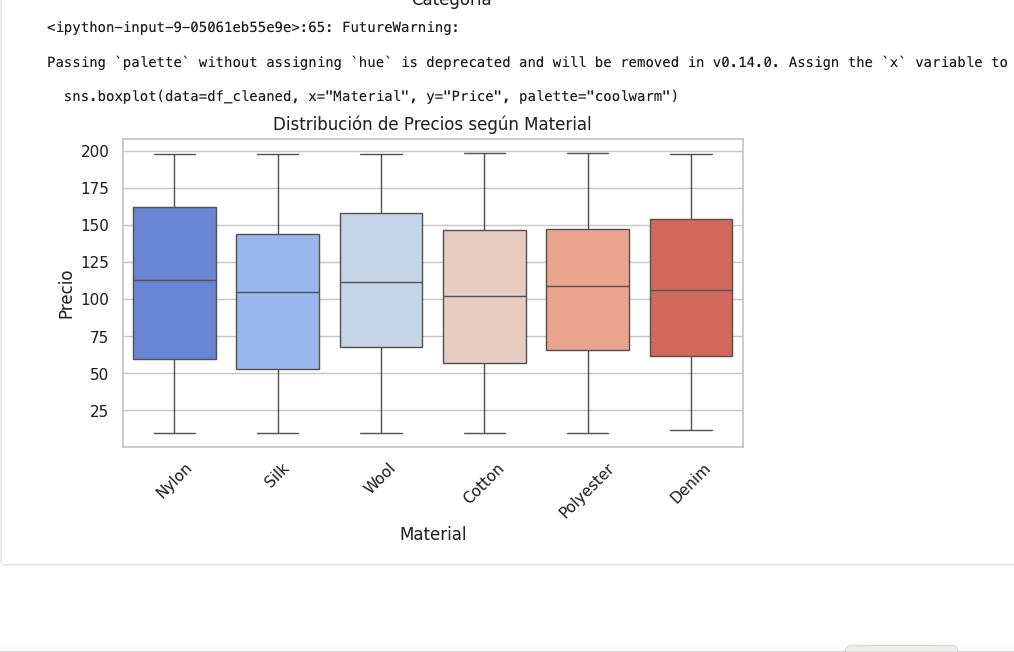 Categoría
<ipython-input-9-05061eb55e9e>:65: FutureWarning:
Passing `palette` without assigning `hue` is deprecated and will be removed in v0.14.0. Assign the `x` variable to
sns.boxplot(data=df_cleaned, x="Material", y="Price", palette="coolwarm")
Distribución de Precios según Material
200
175
150
125
100
75
50
25
Precio
Nylon
Silk
Wool
Cotton
Polyester
Denim
Material